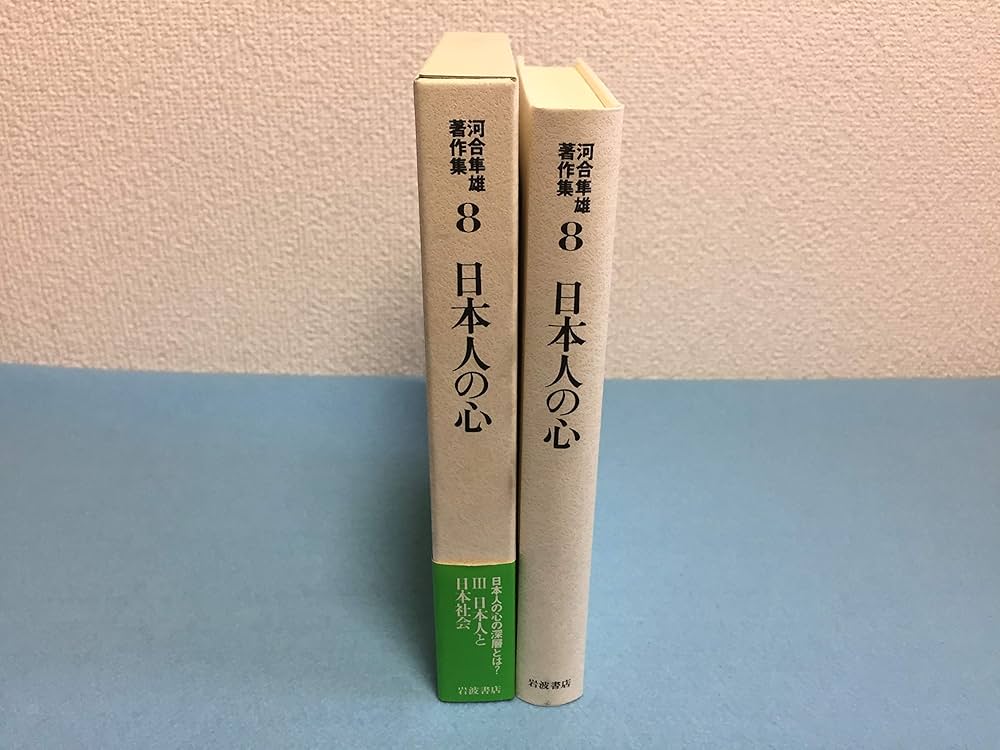 河合隼雄
著作集
8
日本人の心
日本人の心の深層とは?
III 日本人と
日本社会
岩波書店
河合隼雄
著作集
8
日本人の心
岩波書店